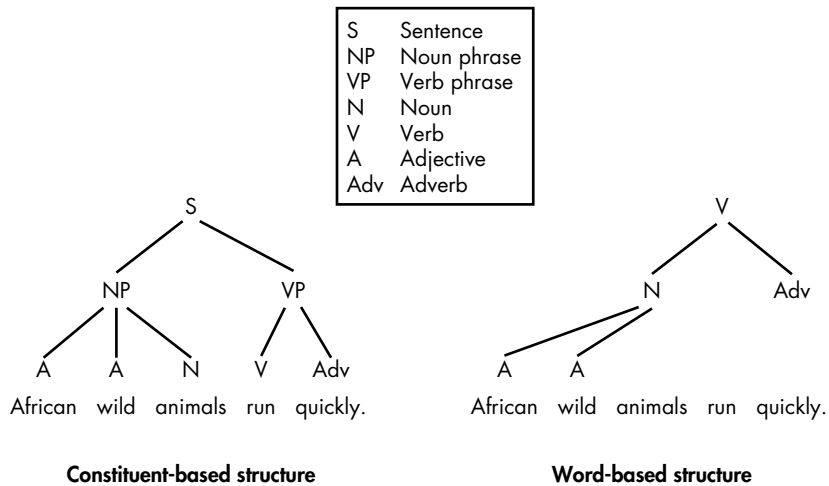 S Sentence
NP Noun phrase
VP Verb phrase
N Noun
V Verb
A Adjective
Adv Adverb
S
NP VP
A A N V Adv
African wild animals run quickly.
Constituent-based structure
V
N Adv
A A
African wild animals run quickly.
Word-based structure